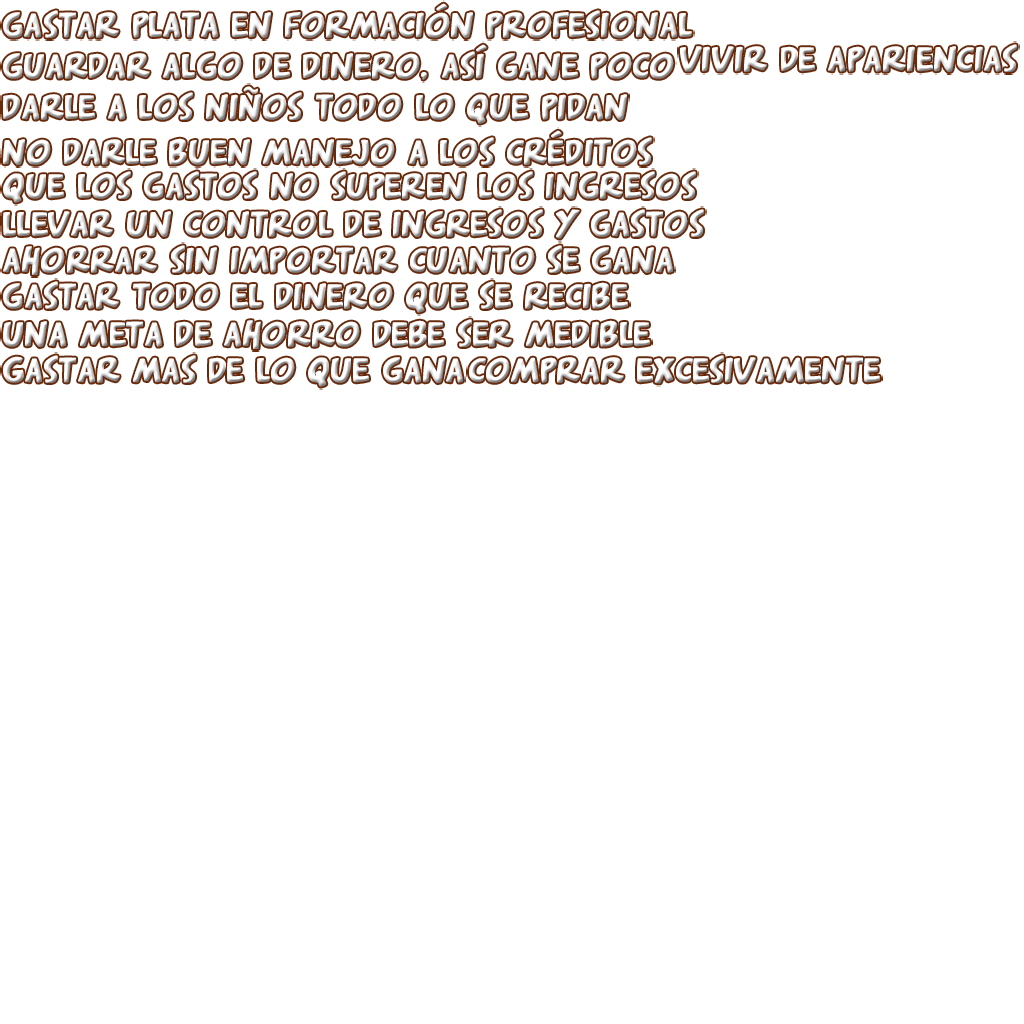 GASTAR PLATA EN FORMACIÓN PROFESIONAL
GUARDAR ALGO DE DINERO, ASÍ GANE POCO VIVIR DE APARIENCIAS
DARLE A LOS NIÑOS TODO LO QUE PIDAN
NO DARLE BUEN MANEJO A LOS CRÉDITOS
QUE LOS GASTOS NO SUPEREN LOS INGRESOS
LLEVAR UN CONTROL DE INGRESOS Y GASTOS
AHORRAR SIN IMPORTAR CUANTO SE GANA
GASTAR TODO EL DINERO QUE SE RECIBE
UNA META DE AHORRO DEBE SER MEDIBLE
GASTAR MAS DE LO QUE GANA COMPRAR EXCESIVAMENTE